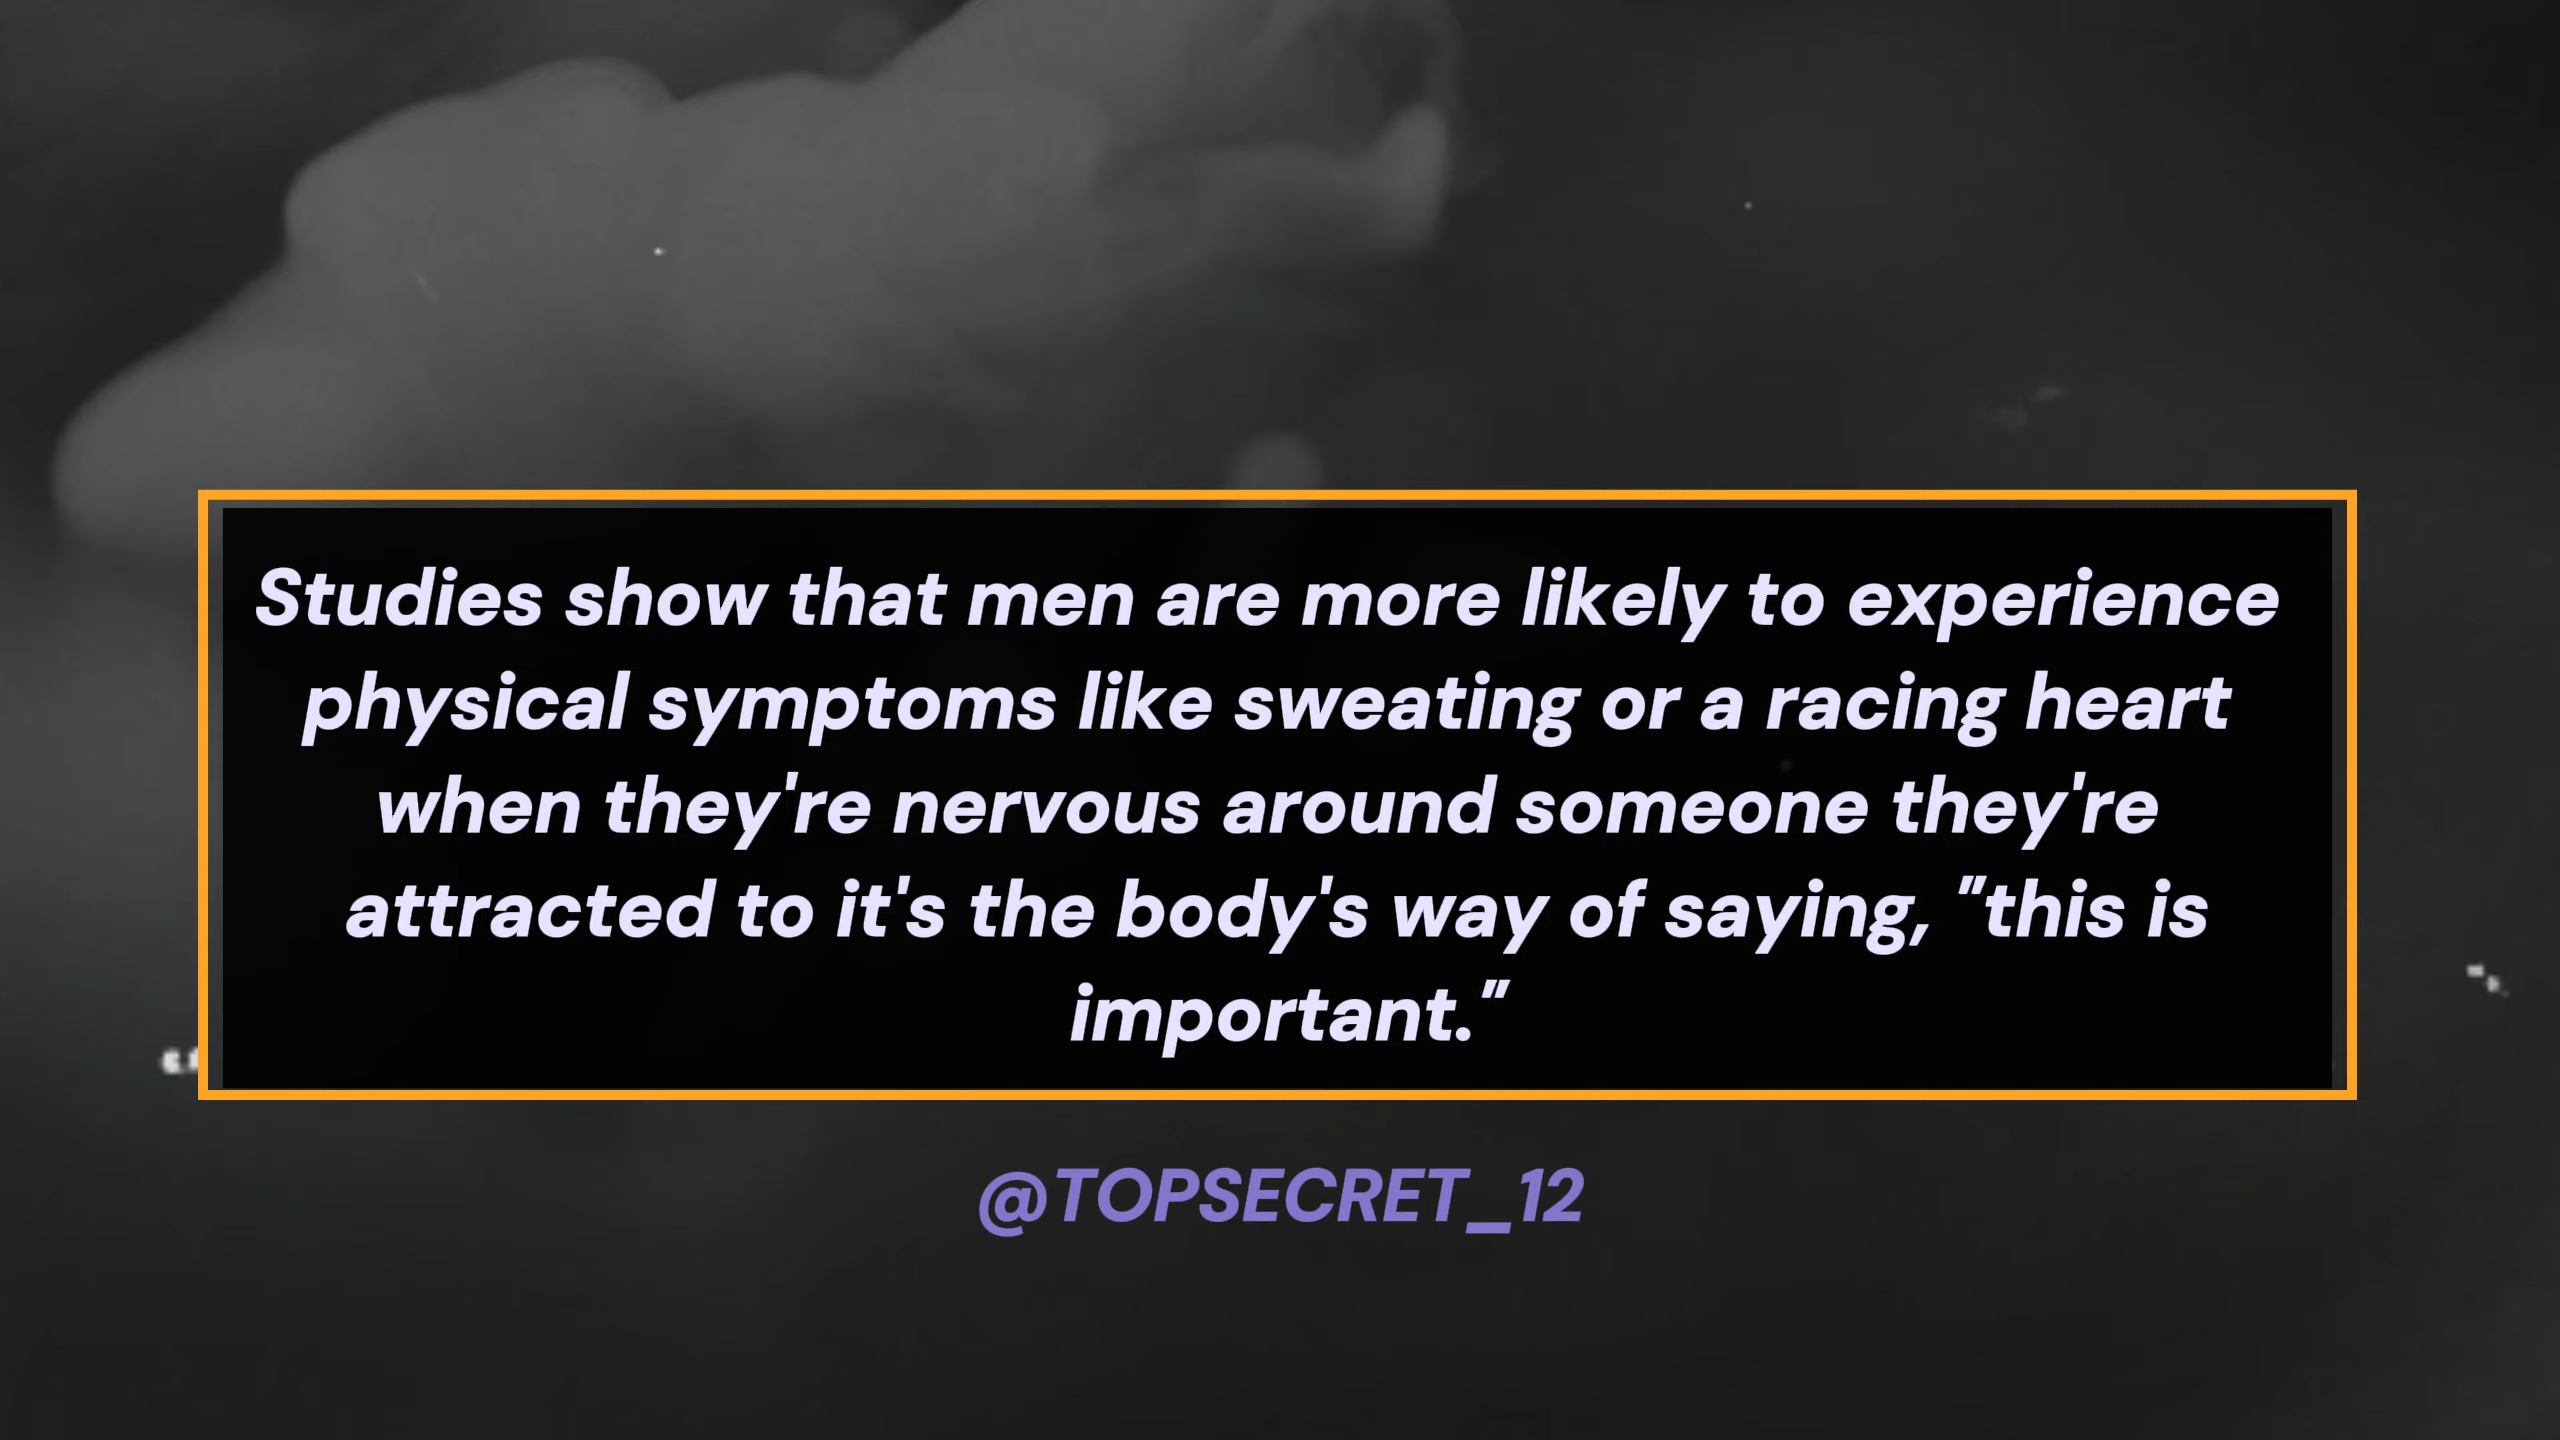 Studies show that men are more likely to experience
physical symptoms like sweating or a racing heart
when they're nervous around someone they're
attracted to it's the body's way of saying, "this is
important."
@TOPSECRET_12